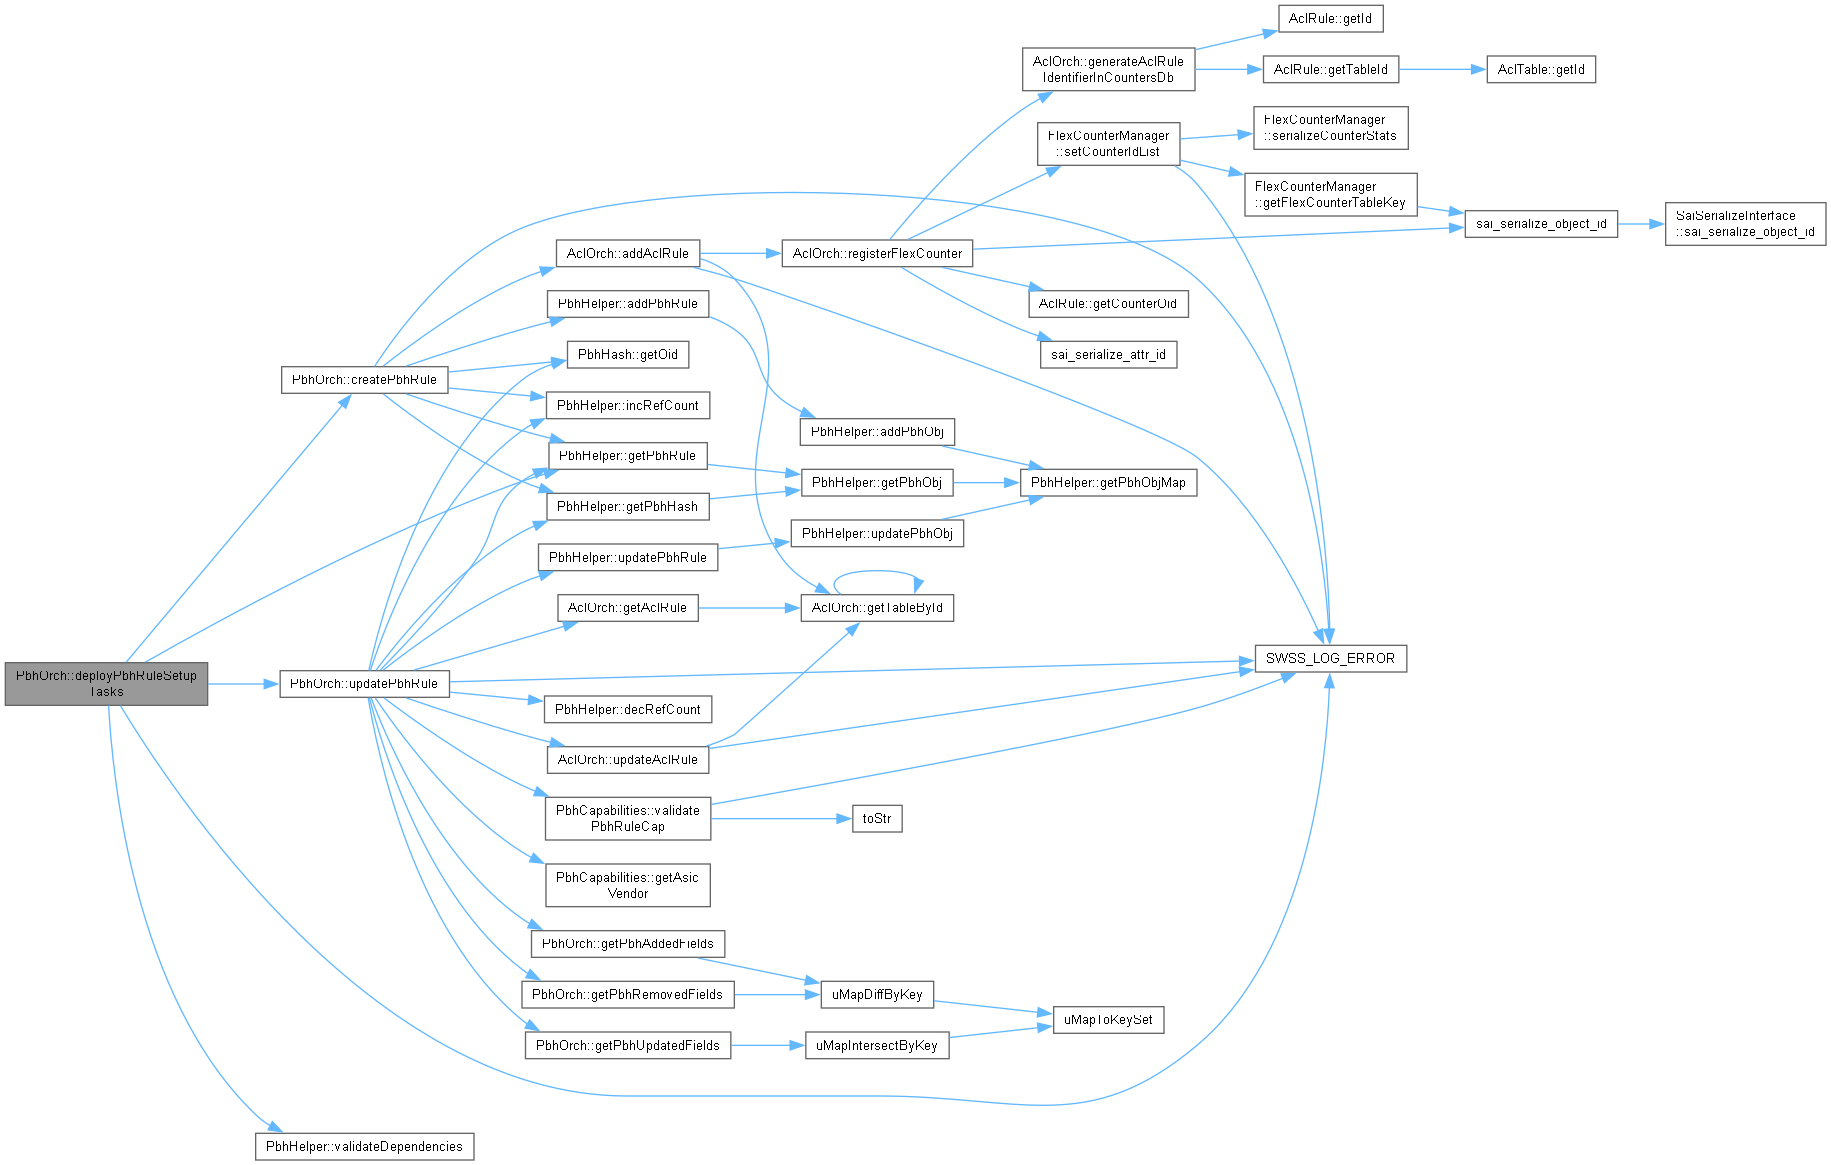 AclRule::getId
AclOrch::generateAclRule
IdentifierInCountersDb
AclRule::getTableId
AclTable::getId
FlexCounterManager
::serializeCounterStats
FlexCounterManager
::setCounterIdList
FlexCounterManager
::getFlexCounterTableKey
sai_serialize_object_id
SaiSerializeInterface
::sai_serialize_object_id
AclOrch::addAclRule
AclOrch::registerFlexCounter
PbhHelper::addPbhRule
AclRule::getCounterOid
PbhHash::getOid
sai_serialize_attr_id
PbhOrch::createPbhRule
PbhHelper::incRefCount
PbhHelper::addPbhObj
PbhHelper::getPbhRule
PbhHelper::getPbhObj
PbhHelper::getPbhObjMap
PbhHelper::getPbhHash
PbhHelper::updatePbhObj
PbhHelper::updatePbhRule
AclOrch::getAclRule
AclOrch::getTableById
SWSS_LOG_ERROR
PbhOrch::deployPbhRuleSetup
Tasks
PbhOrch::updatePbhRule
PbhHelper::decRefCount
AclOrch::updateAclRule
PbhCapabilities::validate
PbhRuleCap
toStr
PbhCapabilities::getAsic
Vendor
PbhOrch::getPbhAddedFields
PbhOrch::getPbhRemovedFields
uMapDiffByKey
uMapToKeySet
PbhOrch::getPbhUpdatedFields
uMapIntersectByKey
PbhHelper::validateDependencies